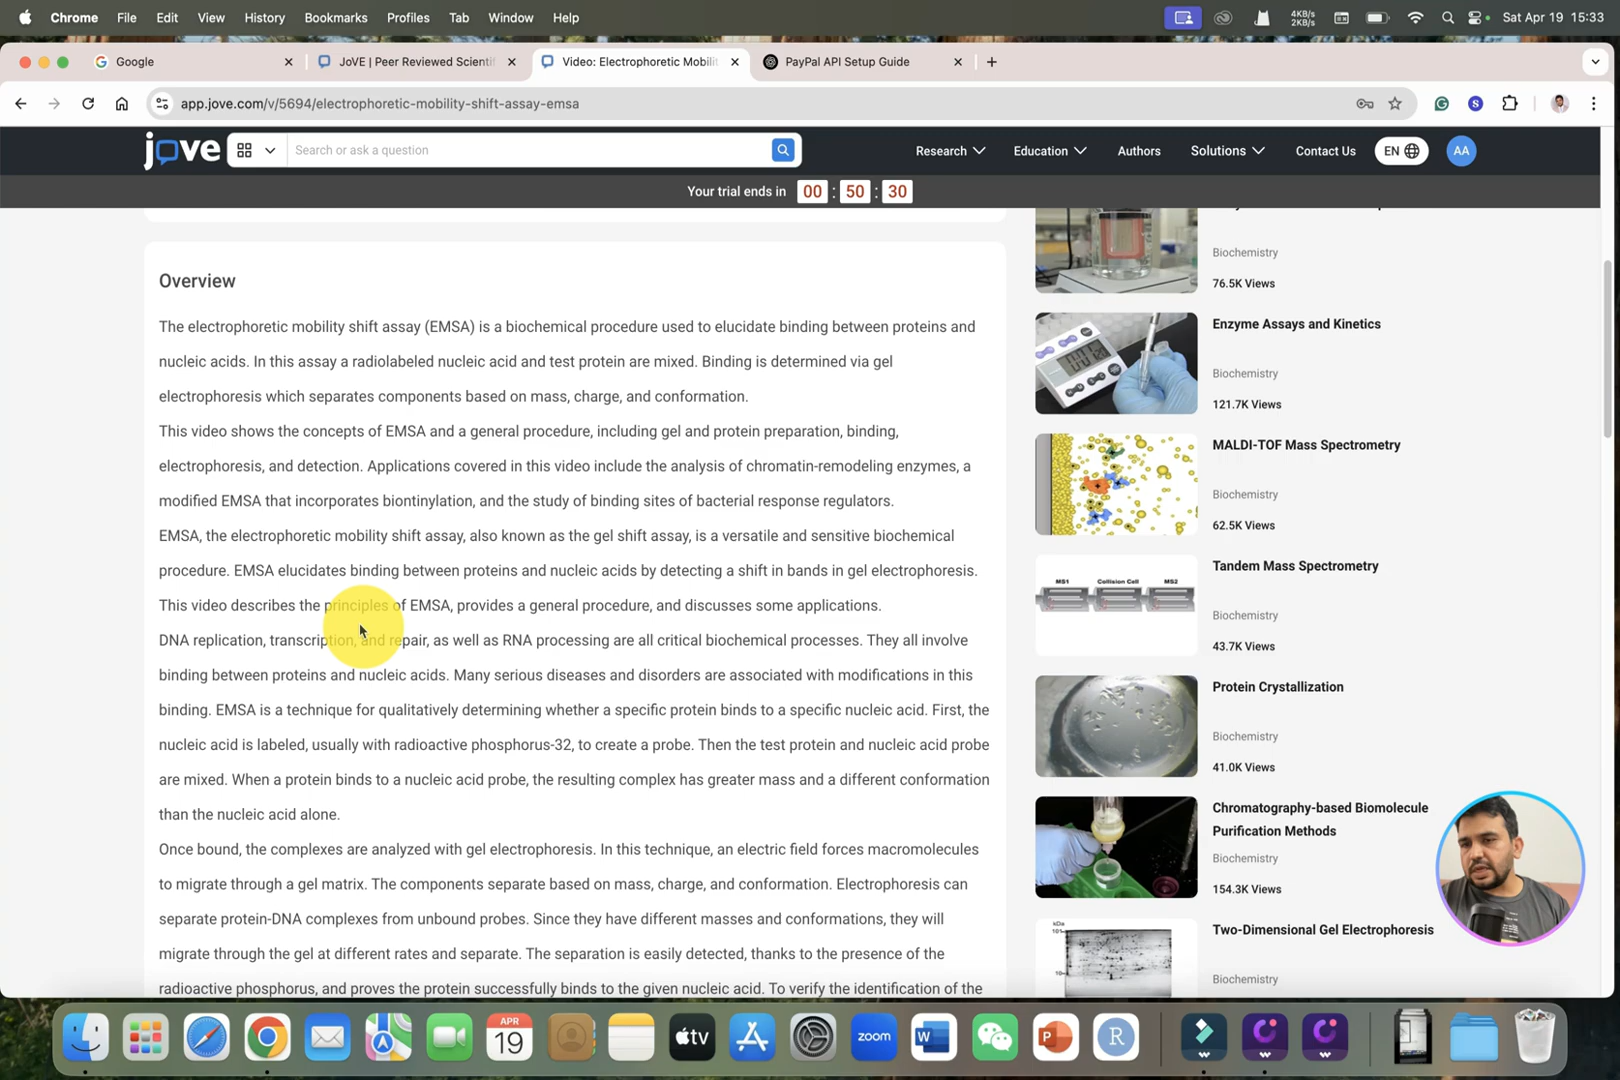 Chrome File Edit View History Bookmarks Profiles Tab Window Help
4KB/s
2KB/s
Sat Apr 19 15:33
Google
JoVE | Peer Reviewed Scientif
Video: Electrophoretic Mobilit
PayPal API Setup Guide
app.jove.com/v/5694/electrophoretic-mobility-shift-assay-emsa
jove
Search or ask a question
Research Education Authors Solutions Contact Us EN AA
Your trial ends in 00 : 50 : 30
Overview
The electrophoretic mobility shift assay (EMSA) is a biochemical procedure used to elucidate binding between proteins and
nucleic acids. In this assay a radiolabeled nucleic acid and test protein are mixed. Binding is determined via gel
electrophoresis which separates components based on mass, charge, and conformation.
This video shows the concepts of EMSA and a general procedure, including gel and protein preparation, binding,
electrophoresis, and detection. Applications covered in this video include the analysis of chromatin-remodeling enzymes, a
modified EMSA that incorporates biontinylation, and the study of binding sites of bacterial response regulators.
EMSA, the electrophoretic mobility shift assay, also known as the gel shift assay, is a versatile and sensitive biochemical
procedure. EMSA elucidates binding between proteins and nucleic acids by detecting a shift in bands in gel electrophoresis.
This video describes the principles of EMSA, provides a general procedure, and discusses some applications.
DNA replication, transcription, and repair, as well as RNA processing are all critical biochemical processes. They all involve
binding between proteins and nucleic acids. Many serious diseases and disorders are associated with modifications in this
binding. EMSA is a technique for qualitatively determining whether a specific protein binds to a specific nucleic acid. First, the
nucleic acid is labeled, usually with radioactive phosphorus-32, to create a probe. Then the test protein and nucleic acid probe
are mixed. When a protein binds to a nucleic acid probe, the resulting complex has greater mass and a different conformation
than the nucleic acid alone.
Once bound, the complexes are analyzed with gel electrophoresis. In this technique, an electric field forces macromolecules
to migrate through a gel matrix. The components separate based on mass, charge, and conformation. Electrophoresis can
separate protein-DNA complexes from unbound probes. Since they have different masses and conformations, they will
migrate through the gel at different rates and separate. The separation is easily detected, thanks to the presence of the
radioactive phosphorus, and proves the protein successfully binds to the given nucleic acid. To verify the identification of the
Biochemistry
76.5K Views
Enzyme Assays and Kinetics
Biochemistry
121.7K Views
MALDI-TOF Mass Spectrometry
Biochemistry
62.5K Views
MS1 Collision Cell MS2
Tandem Mass Spectrometry
Biochemistry
43.7K Views
Protein Crystallization
Biochemistry
41.0K Views
Chromatography-based Biomolecule
Purification Methods
Biochemistry
154.3K Views
kDa
Two-Dimensional Gel Electrophoresis
Biochemistry
APR
19
tv
zoom
W
P
R